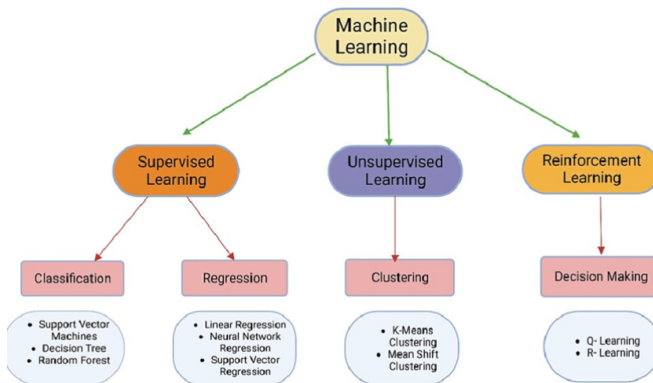 Machine
Learning
Supervised
Learning
Unsupervised
Learning
Reinforcement
Learning
Classification
Regression
Clustering
Decision Making
• Support Vector
Machines
• Decision Tree
• Random Forest
• Linear Regression
• Neural Network
Regression
• Support Vector
Regression
• K-Means
Clustering
• Mean Shift
Clustering
• Q- Learning
• R- Learning